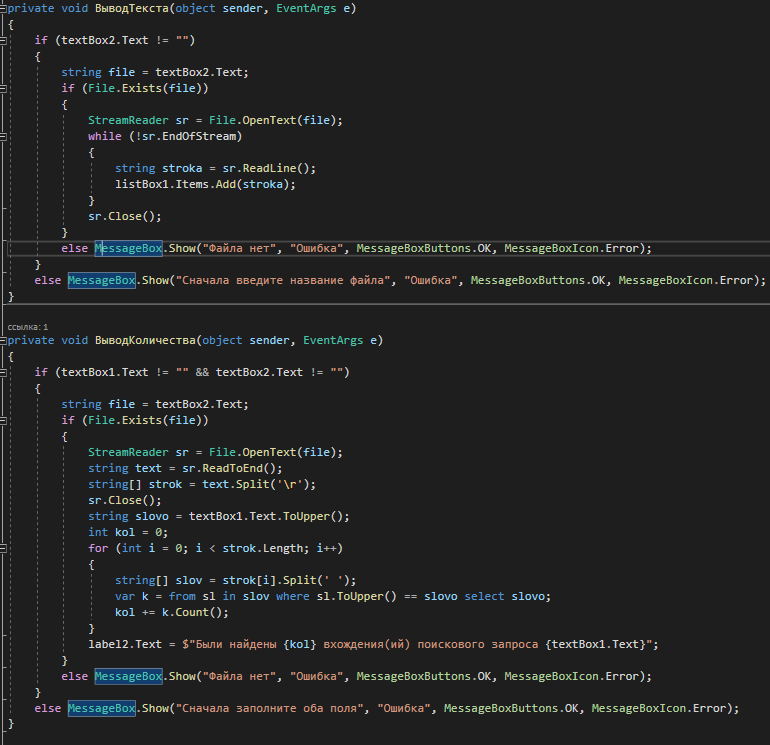 private void ВыводТекста(object sender, EventArgs e)
{
if (textBox2.Text != "")
{
string file = textBox2.Text;
if (File.Exists(file))
{
StreamReader sr = File.OpenText(file);
while (!sr.EndOfStream)
{
string stroka = sr.ReadLine();
listBox1.Items.Add(stroka);
}
sr.Close();
}
else MessageBox.Show("Файла нет", "Ошибка", MessageBoxButtons.OK, MessageBoxIcon.Error);
}
else MessageBox.Show("Сначала введите название файла", "Ошибка", MessageBoxButtons.OK, MessageBoxIcon.Error);
}
ссылка: 1
private void ВыводКоличества(object sender, EventArgs e)
{
if (textBox1.Text != "" && textBox2.Text != "")
{
string file = textBox2.Text;
if (File.Exists(file))
{
StreamReader sr = File.OpenText(file);
string text = sr.ReadToEnd();
string[] strok = text.Split('\r');
sr.Close();
string slovo = textBox1.Text.ToUpper();
int kol = 0;
for (int i = 0; i < strok.Length; i++)
{
string[] slov = strok[i].Split(' ');
var k = from sl in slov where sl.ToUpper() == slovo select slovo;
kol += k.Count();
}
label2.Text = $"Были найдены {kol} вхождения(ий) поискового запроса {textBox1.Text}";
}
else MessageBox.Show("Файла нет", "Ошибка", MessageBoxButtons.OK, MessageBoxIcon.Error);
}
else MessageBox.Show("Сначала заполните оба поля", "Ошибка", MessageBoxButtons.OK, MessageBoxIcon.Error);
}